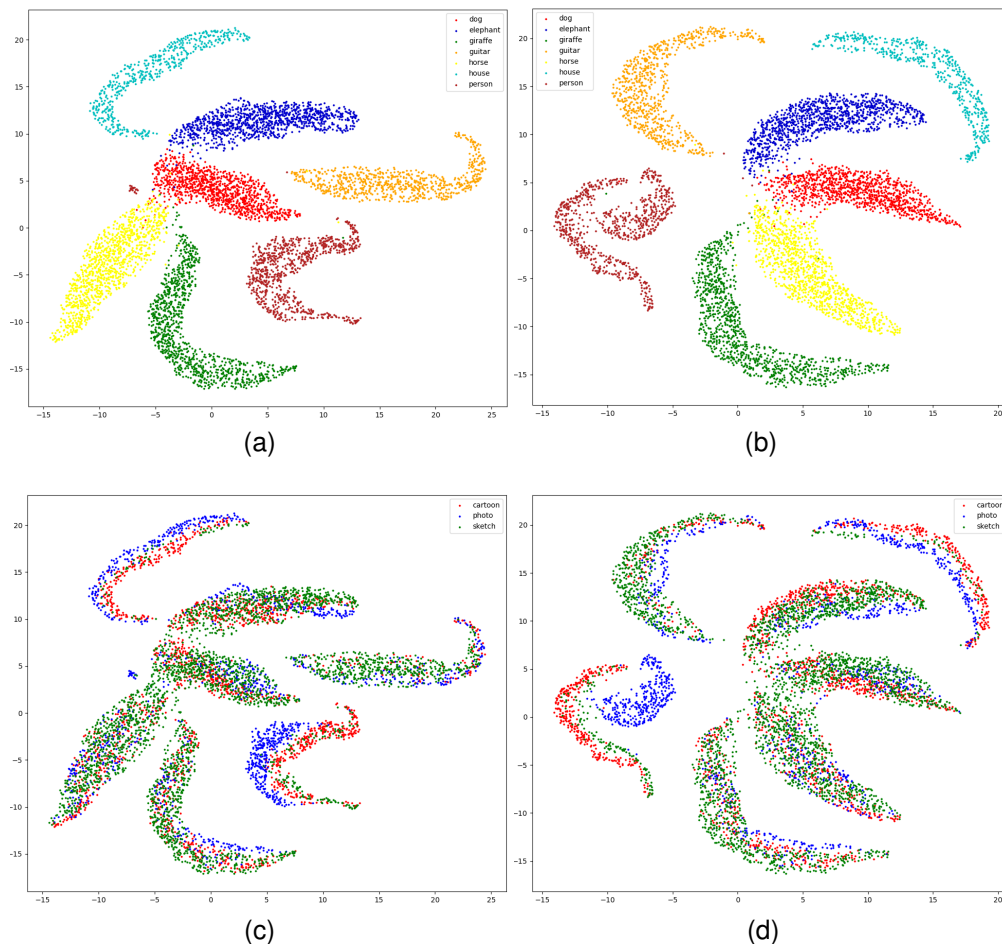 dog
elephant
giraffe
guitar
horse
house
person
20
15
10
5
0
−5
−10
−15
−15 −10 −5 0 5 10 15 20 25
(a)
dog
elephant
giraffe
guitar
horse
house
person
20
15
10
5
0
−5
−10
−15
−15 −10 −5 0 5 10 15 20
(b)
cartoon
photo
sketch
20
15
10
5
0
−5
−10
−15
−15 −10 −5 0 5 10 15 20 25
(c)
cartoon
photo
sketch
20
15
10
5
0
−5
−10
−15
−15 −10 −5 0 5 10 15 20
(d)